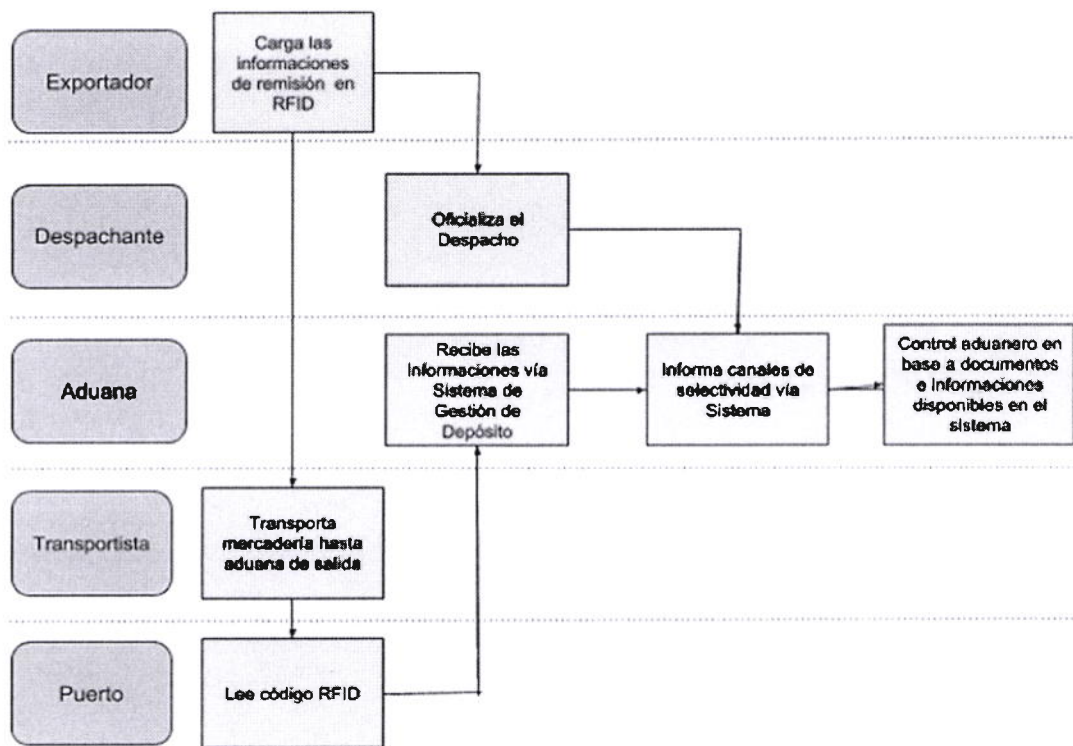 Exportador
Carga las
informaciones
de remisión en
RFID
Despachante
Oficializa el
Despacho
Aduana
Recibe las
Informaciones vía
Sistema de
Gestión de
Depósito
Informa canales de
selectividad vía
Sistema
Control aduanero en
base a documentos
e informaciones
disponibles en el
sistema
Transportista
Transporta
mercadería hasta
aduana de salida
Puerto
Lee código RFID